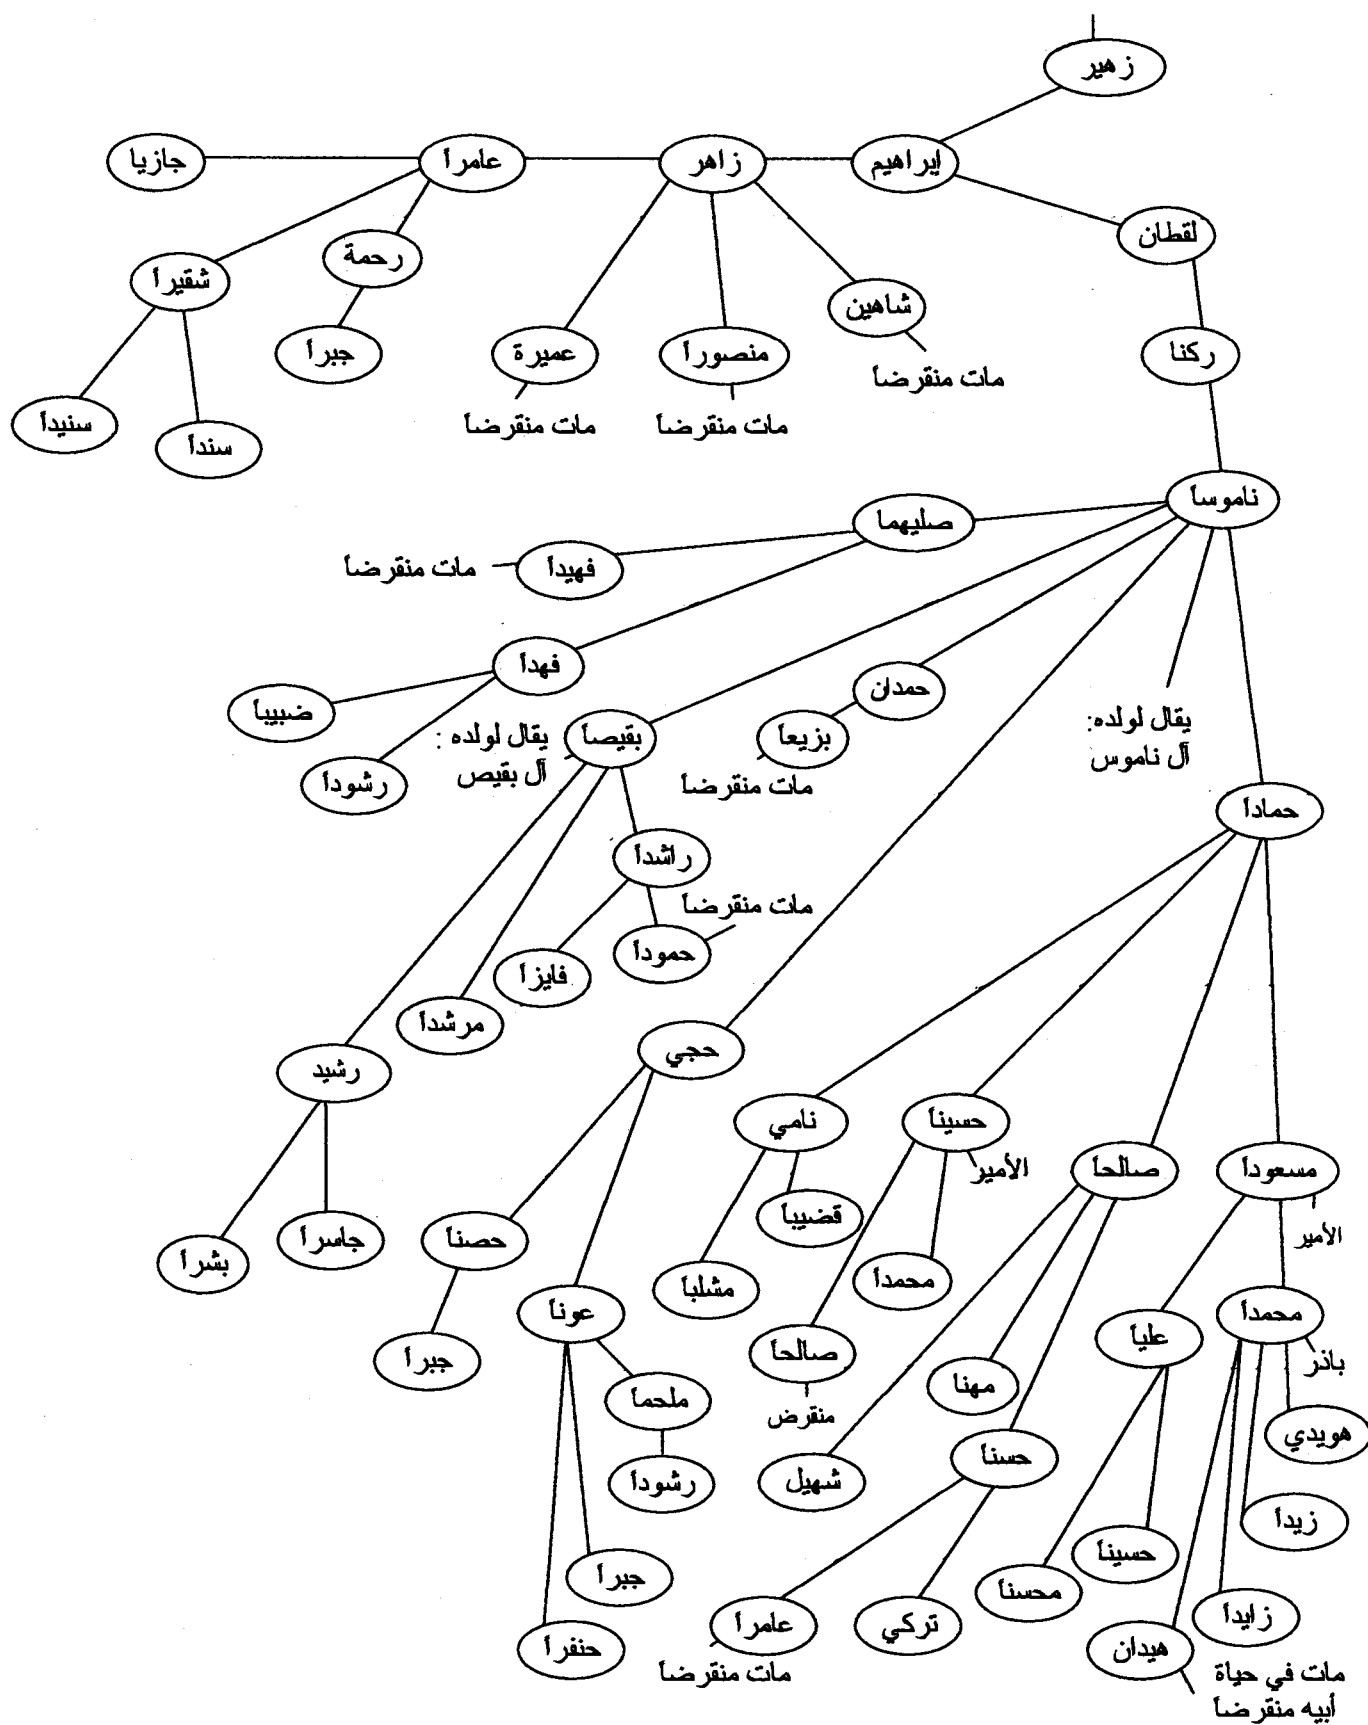 زهير
إبراهيم
زاهر
عامراً
جازيا
لقطان
رحمة
شقيراً
شاهين
مات منقرضاً
منصوراً
مات منقرضاً
عميرة
مات منقرضاً
جبراً
ركنا
سنيداً
سنداً
ناموساً
صليهما
فهيداً
مات منقرضاً
فهداً
ضبيبا
رشوداً
حمدان
بزيعاً
مات منقرضاً
بقيصاً
يقال لولده :
آل بقيص
يقال لولده:
آل ناموس
حماداً
راشداً
مات منقرضاً
حموداً
فايزاً
مرشداً
رشيد
حجي
نامي
حسيناً
الأمير
صالحاً
مسعوداً
الأمير
قضيباً
مشلبا
محمداً
جاسراً
بشراً
حصناً
جبراً
عوناً
ملحما
رشوداً
جبراً
حنفراً
صالحاً
منقرض
مهنا
شهيل
حسناً
علياً
محمداً
باذر
هويدي
زيداً
حسيناً
محسناً
زايداً
هيدان
مات في حياة
أبيه منقرضاً
تركي
عامراً
مات منقرضاً